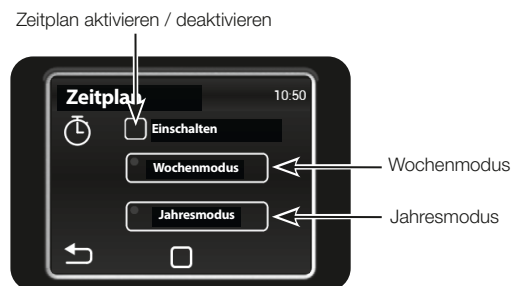 Zeitplan aktivieren / deaktivieren
Zeitplan 10:50
Einschalten
Wochenmodus
Wochenmodus
Jahresmodus
Jahresmodus